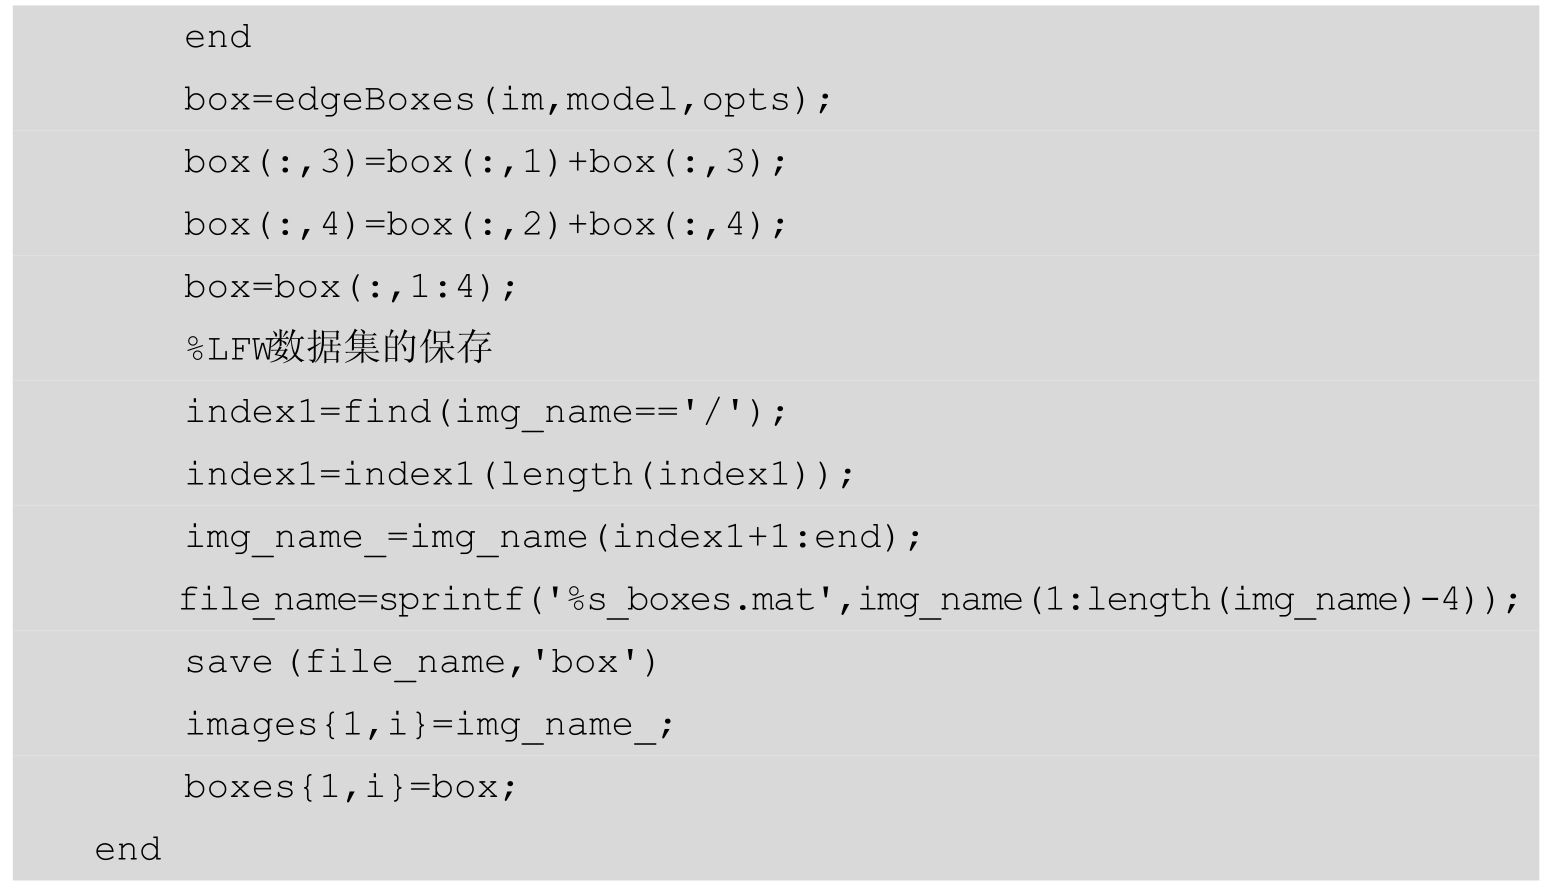 end
box=edgeBoxes(im,model,opts);
box(:,3)=box(:,1)+box(:,3);
box(:,4)=box(:,2)+box(:,4);
box=box(:,1:4);
%LFW数据集的保存
index1=find(img_name=='/');
index1=index1(length(index1));
img_name_=img_name(index1+1:end);
file_name=sprintf('%s_boxes.mat',img_name(1:length(img_name)-4));
save (file_name,'box')
images{1,i}=img_name_;
boxes{1,i}=box;
end